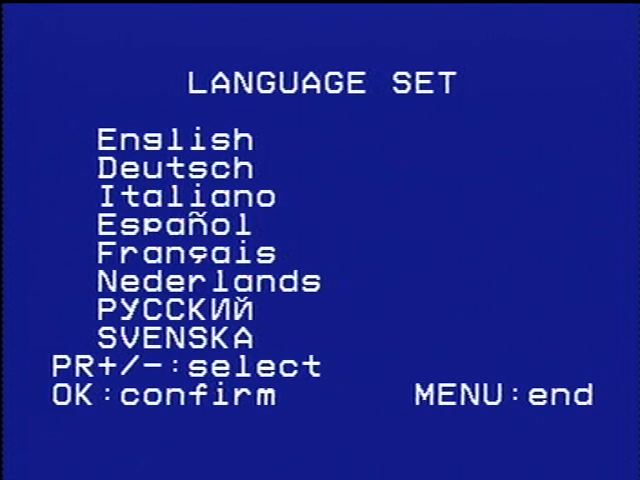 LANGUAGE SET
English
Deutsch
Italiano
Español
Français
Nederlands
РУССКИЙ
SVENSKA
PR+/-:select
OK:confirm MENU:end